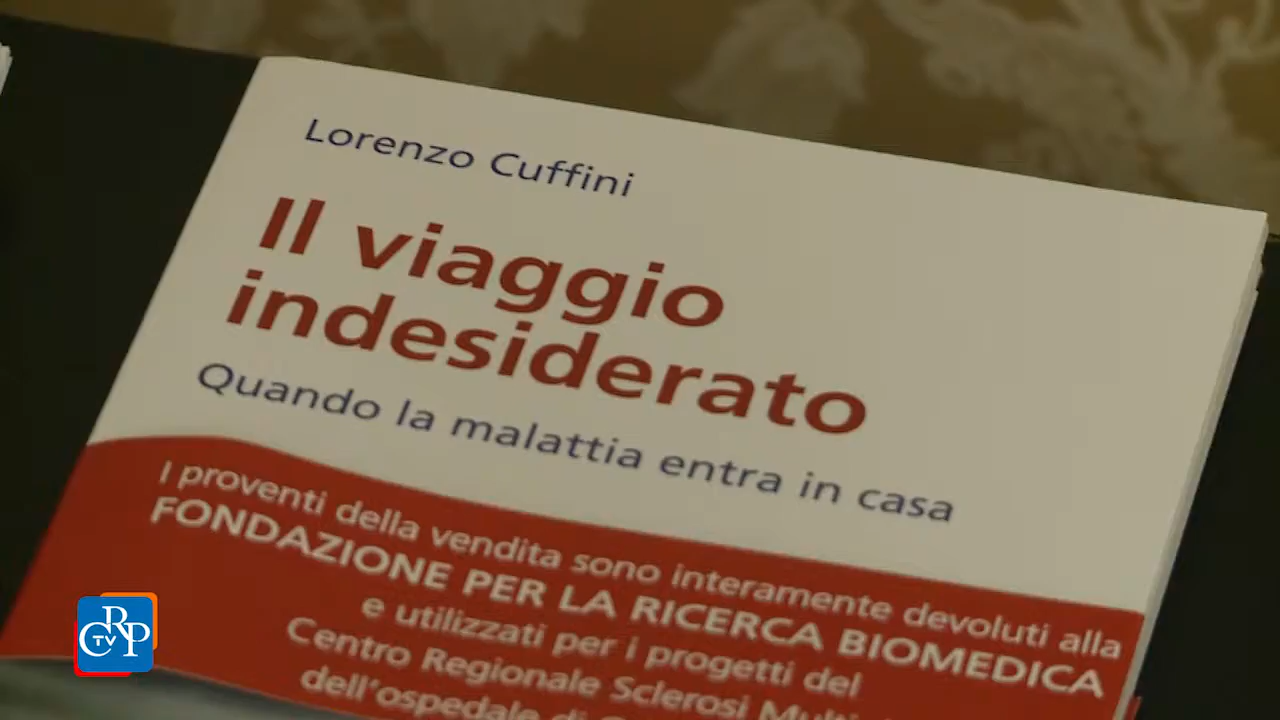 Lorenzo Cuffini
Il viaggio
indesiderato
Quando la malattia entra in casa
I proventi della vendita sono interamente devoluti alla
FONDAZIONE PER LA RICERCA BIOMEDICA
e utilizzati per i progetti del
Centro Regionale Sclerosi
dell'ospedale di
CRP
TV